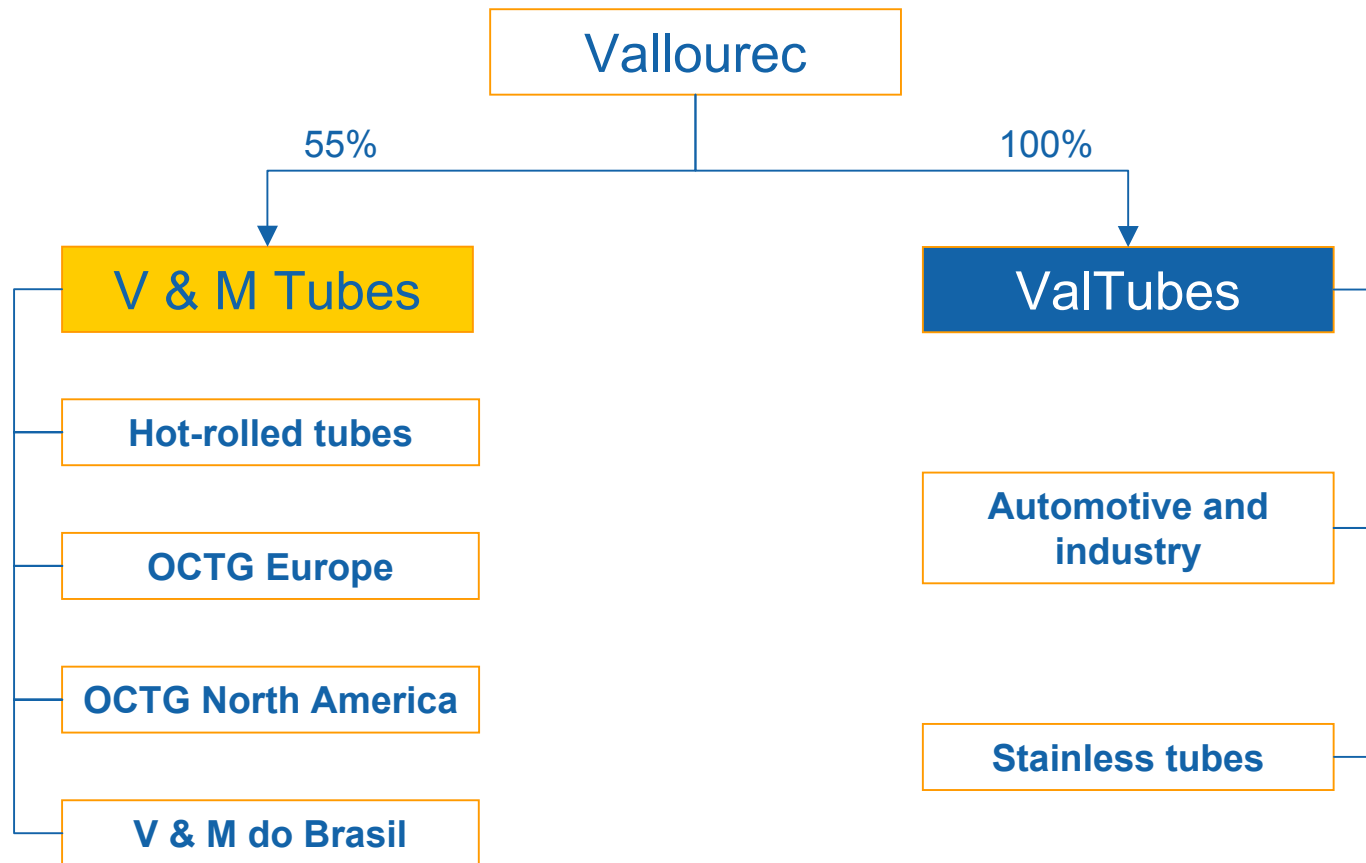 Vallourec
55%
100%
V & M Tubes
ValTubes
Hot-rolled tubes
OCTG Europe
OCTG North America
V & M do Brasil
Automotive and
industry
Stainless tubes